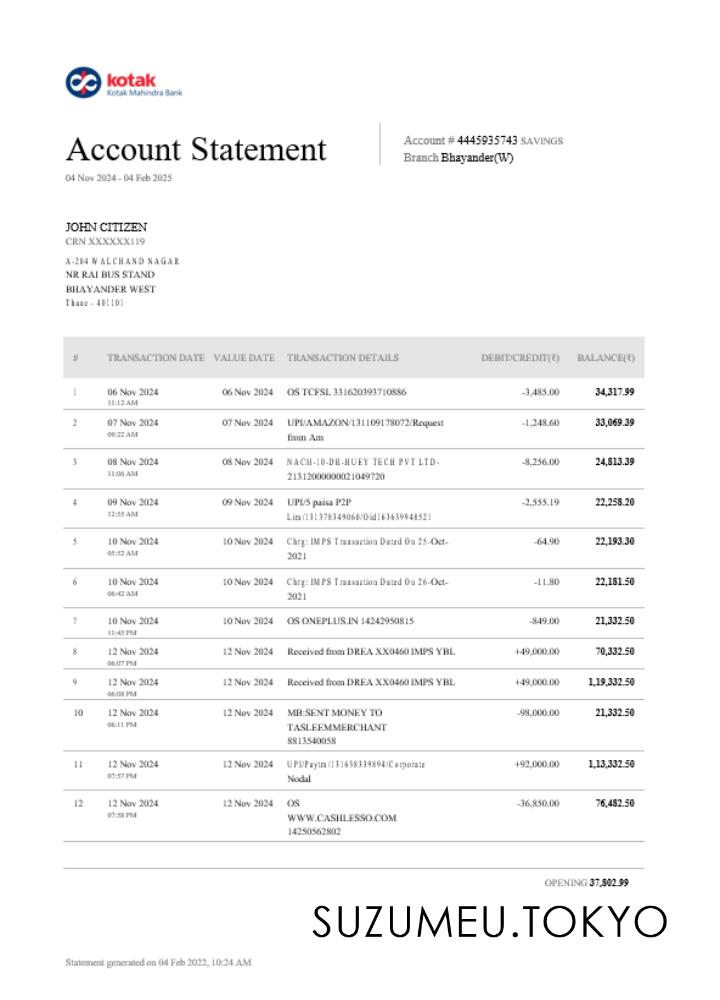 kotak
Kotak Mahindra Bank
Account Statement
04 Nov 2024 - 04 Feb 2025
Account # 4445935743 SAVINGS
Branch Bhayander(W)
JOHN CITIZEN
CRN XXXXXX119
A-204 WALCHAND NAGAR
NR RAI BUS STAND
BHAYANDER WEST
Thane - 401101
# TRANSACTION DATE VALUE DATE TRANSACTION DETAILS DEBIT/CREDIT(₹) BALANCE(₹)
1 06 Nov 2024 06 Nov 2024 OS TCFSL 331620393710886 -3,485.00 34,317.99
11:12 AM
2 07 Nov 2024 07 Nov 2024 UPI/AMAZON/131109178072/Request -1,248.60 33,069.39
09:22 AM from Am
3 08 Nov 2024 08 Nov 2024 NACH-10-DR-HUEY TECH PVT LTD- -8,256.00 24,813.39
11:06 AM 21312000000021049720
4 09 Nov 2024 09 Nov 2024 UPI/5 paisa P2P -2,555.19 22,258.20
12:55 AM Lim/131378349060/Oid163639948521
5 10 Nov 2024 10 Nov 2024 Chrg: IMPS Transaction Dated On 25-Oct- -64.90 22,193.30
05:52 AM 2021
6 10 Nov 2024 10 Nov 2024 Chrg: IMPS Transaction Dated On 26-Oct- -11.80 22,181.50
06:42 AM 2021
7 10 Nov 2024 10 Nov 2024 OS ONEPLUS.IN 14242950815 -849.00 21,332.50
11:45 PM
8 12 Nov 2024 12 Nov 2024 Received from DREA XX0460 IMPS YBL +49,000.00 70,332.50
06:07 PM
9 12 Nov 2024 12 Nov 2024 Received from DREA XX0460 IMPS YBL +49,000.00 1,19,332.50
06:08 PM
10 12 Nov 2024 12 Nov 2024 MB:SENT MONEY TO -98,000.00 21,332.50
06:11 PM TASLEEMMERCHANT
8813540058
11 12 Nov 2024 12 Nov 2024 UPI/Paytm/131638339894/Corporate +92,000.00 1,13,332.50
07:57 PM Nodal
12 12 Nov 2024 12 Nov 2024 OS -36,850.00 76,482.50
07:58 PM WWW.CASHLESSO.COM
14250562802
OPENING 37,802.99
SUZUMEU.TOKYO
Statement generated on 04 Feb 2022, 10:24 AM